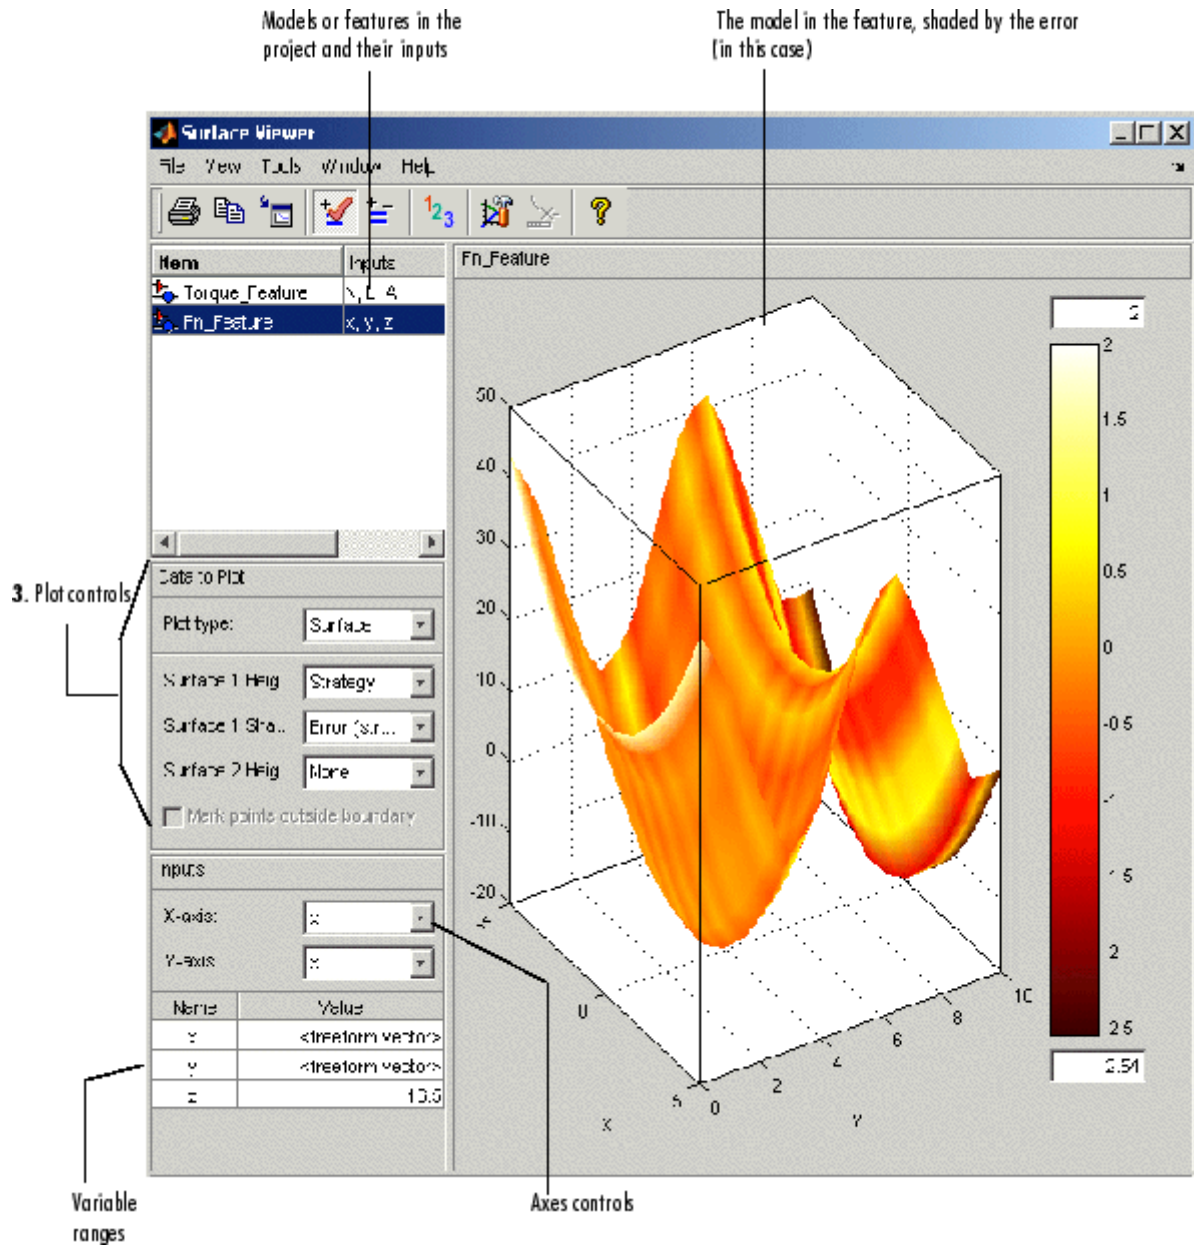 Models or features in the
project and their inputs
The model in the feature, shaded by the error
(in this case)
Surface Viewer
File View Tools Window Help
1 2 3
?
Item Inputs
Fn_Feature
Torque_Feature
Fn_Feature x, y, z
2
2
1.5
1
0.5
0
-0.5
50
40
30
20
10
0
-10
-20
0
5
0
2
4
6
8
10
X
Y
3. Plot controls
Data to Plot
Plot type: Surface
Surface 1 Heig Strategy
Surface 1 Sha... Error (s.r...
Surface 2 Heig None
Mark points outside boundary
Inputs
X-axis: x
Y-axis
Name Value
<freeform vector>
y <freeform vector>
z
Variable
ranges
Axes controls